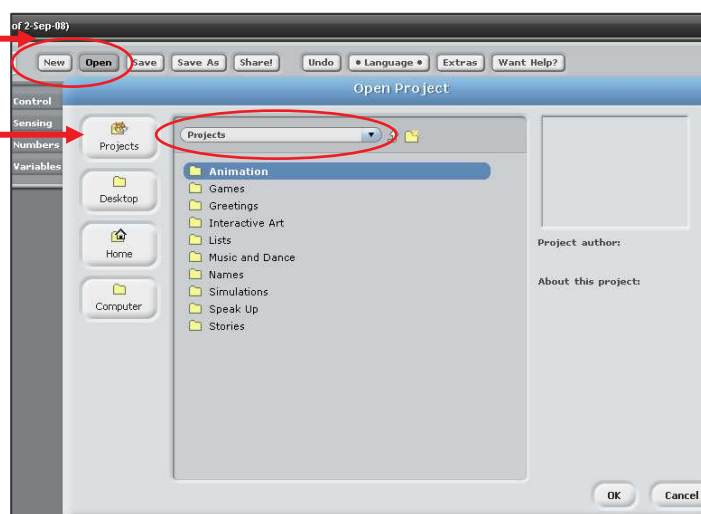 of 2-Sep-08)
New Open Save Save As Share! Undo • Language • Extras Want Help?
Open Project
Control
Sensing
Numbers
Variables
Projects
Desktop
Home
Computer
Projects
Animation
Games
Greetings
Interactive Art
Lists
Music and Dance
Names
Simulations
Speak Up
Stories
Project author:
About this project:
OK Cancel